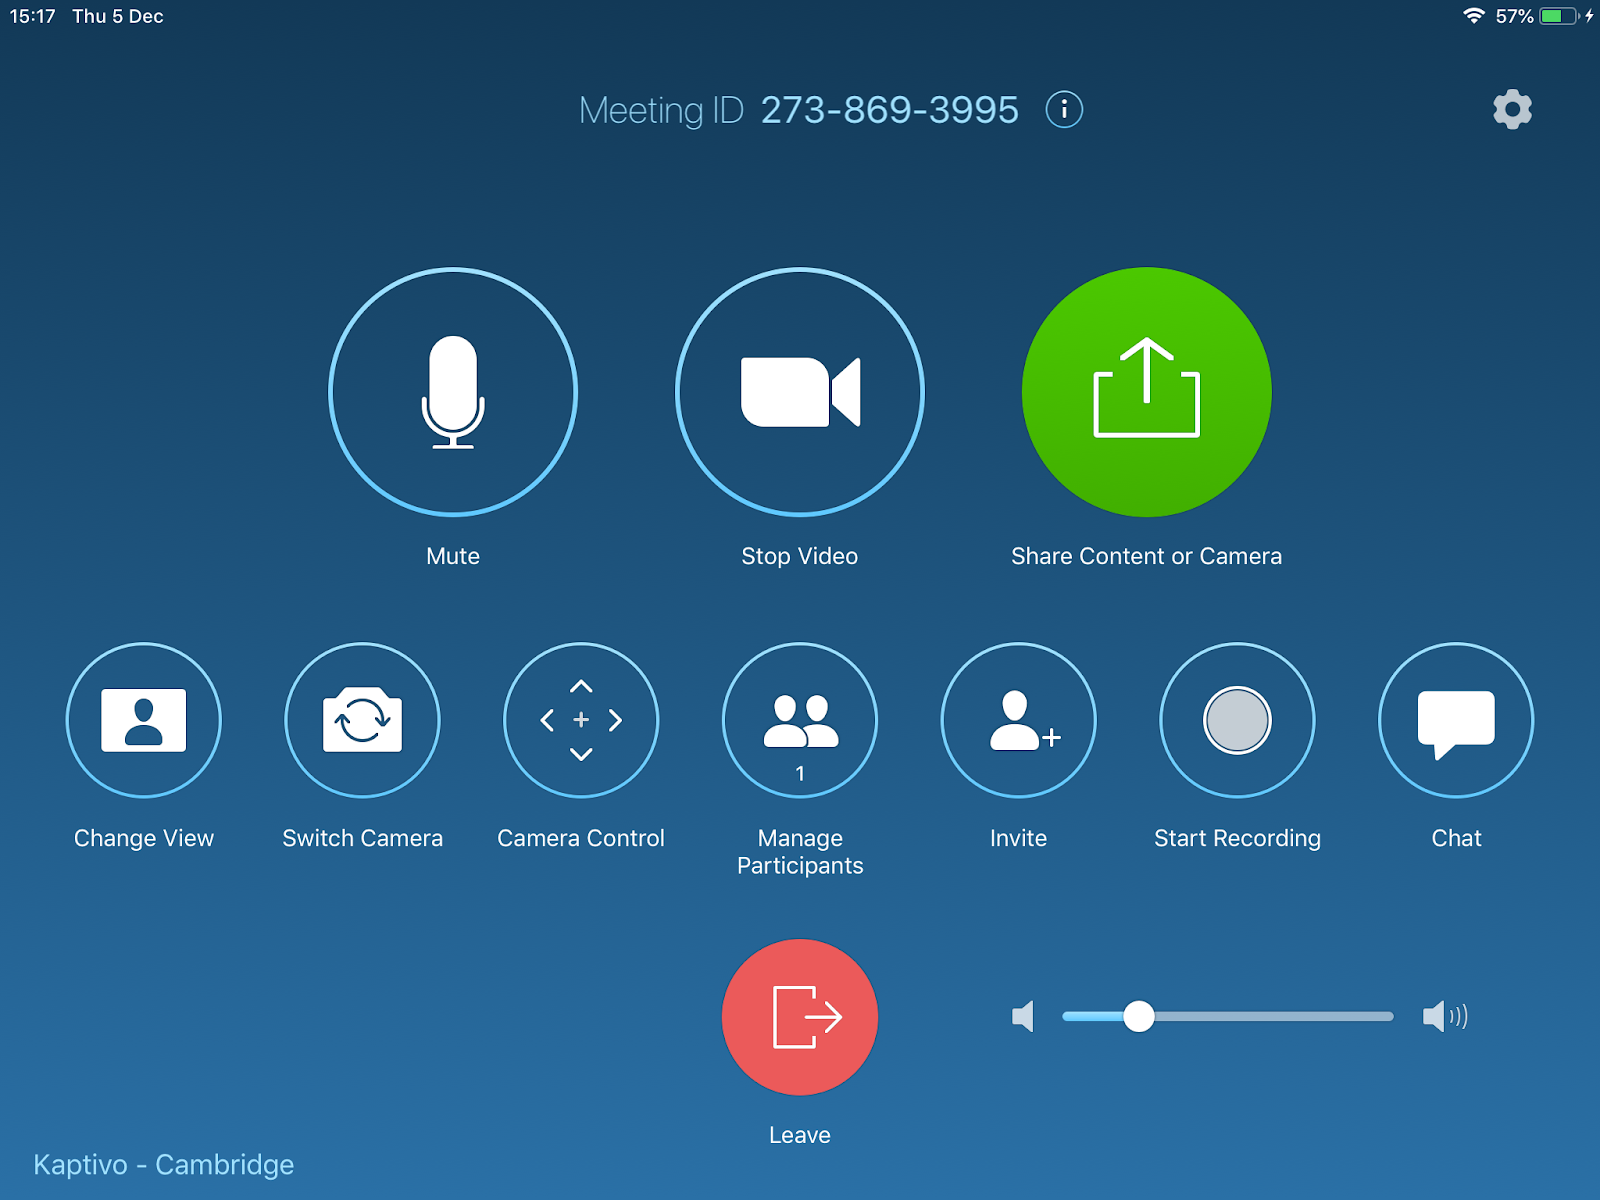 15:17 Thu 5 Dec
57%
Meeting ID 273-869-3995
Mute
Stop Video
Share Content or Camera
1
Change View
Switch Camera
Camera Control
Manage
Participants
Invite
Start Recording
Chat
Leave
Kaptivo - Cambridge